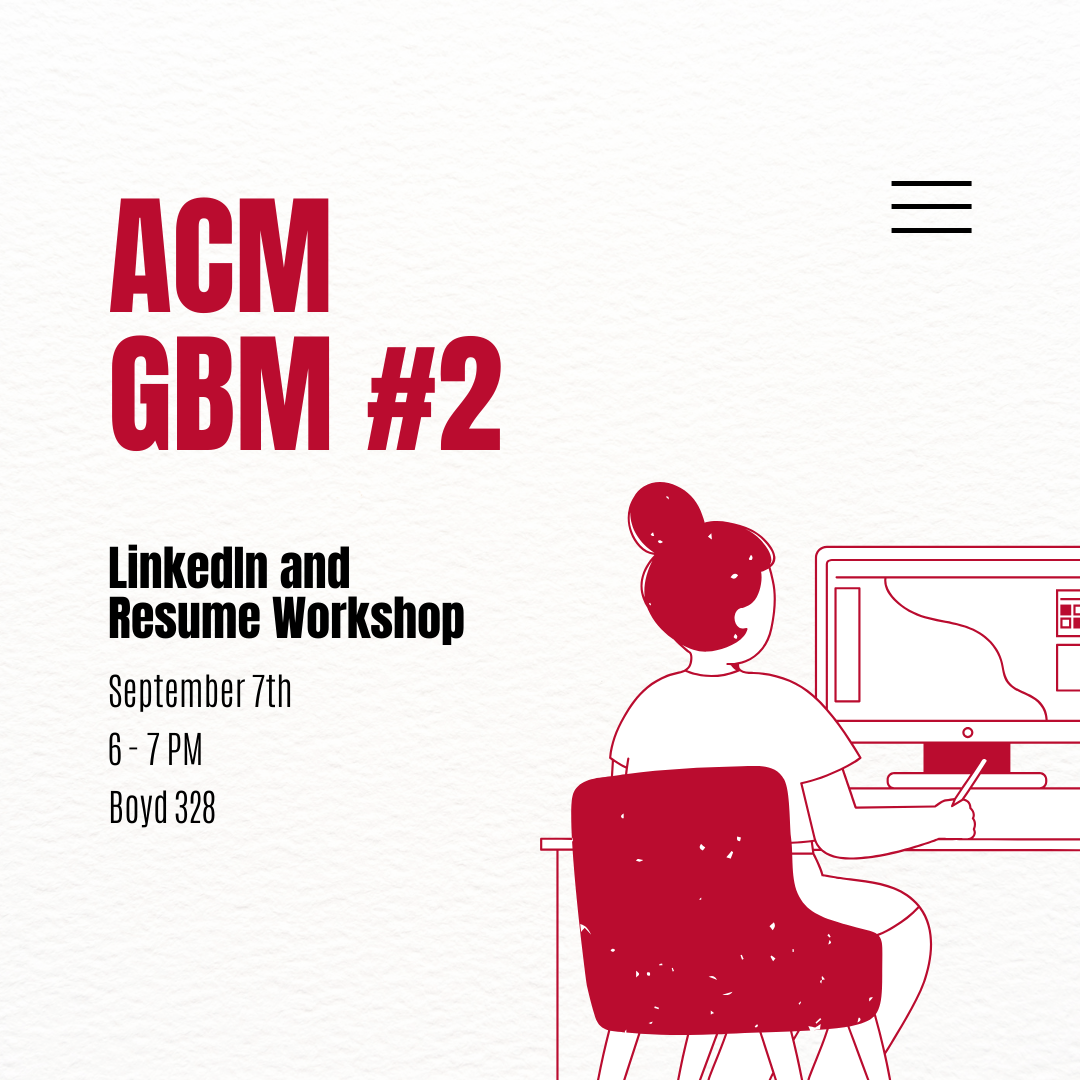 ACM
GBM #2
LinkedIn and
Resume Workshop
September 7th
6 - 7 PM
Boyd 328